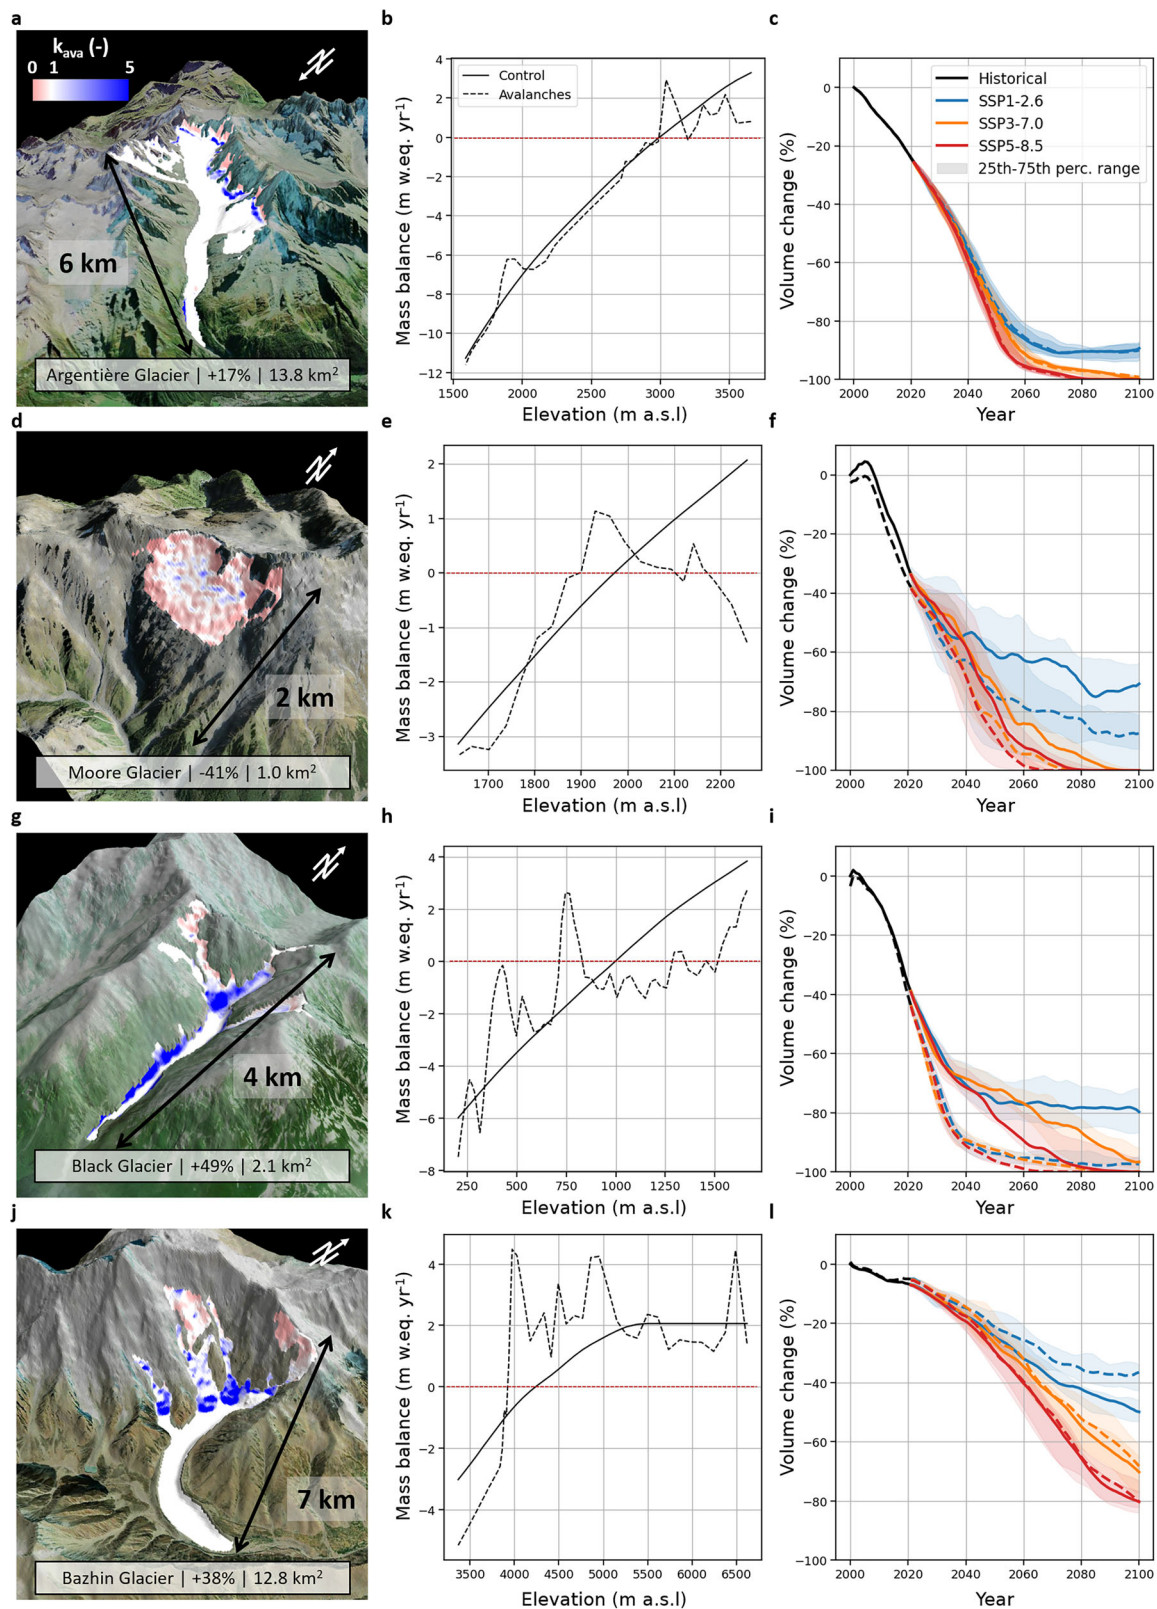 a
k_ava (-)
0 1 5
N
6 km
Argentière Glacier | +17% | 13.8 km²
b
Control
Avalanches
Mass balance (m w.eq. yr⁻¹)
4
2
0
−2
−4
−6
−8
−10
−12
1500 2000 2500 3000 3500
Elevation (m a.s.l)
c
Historical
SSP1-2.6
SSP3-7.0
SSP5-8.5
25th-75th perc. range
Volume change (%)
0
−20
−40
−60
−80
−100
2000 2020 2040 2060 2080 2100
Year
d
N
2 km
Moore Glacier | -41% | 1.0 km²
e
Mass balance (m w.eq. yr⁻¹)
2
1
0
−1
−2
−3
1700 1800 1900 2000 2100 2200
Elevation (m a.s.l)
f
Volume change (%)
0
−20
−40
−60
−80
−100
2000 2020 2040 2060 2080 2100
Year
g
N
4 km
Black Glacier | +49% | 2.1 km²
h
Mass balance (m w.eq. yr⁻¹)
4
2
0
−2
−4
−6
−8
250 500 750 1000 1250 1500
Elevation (m a.s.l)
i
Volume change (%)
0
−20
−40
−60
−80
−100
2000 2020 2040 2060 2080 2100
Year
j
N
7 km
Bazhin Glacier | +38% | 12.8 km²
k
Mass balance (m w.eq. yr⁻¹)
4
2
0
−2
−4
3500 4000 4500 5000 5500 6000 6500
Elevation (m a.s.l)
l
Volume change (%)
0
−20
−40
−60
−80
−100
2000 2020 2040 2060 2080 2100
Year